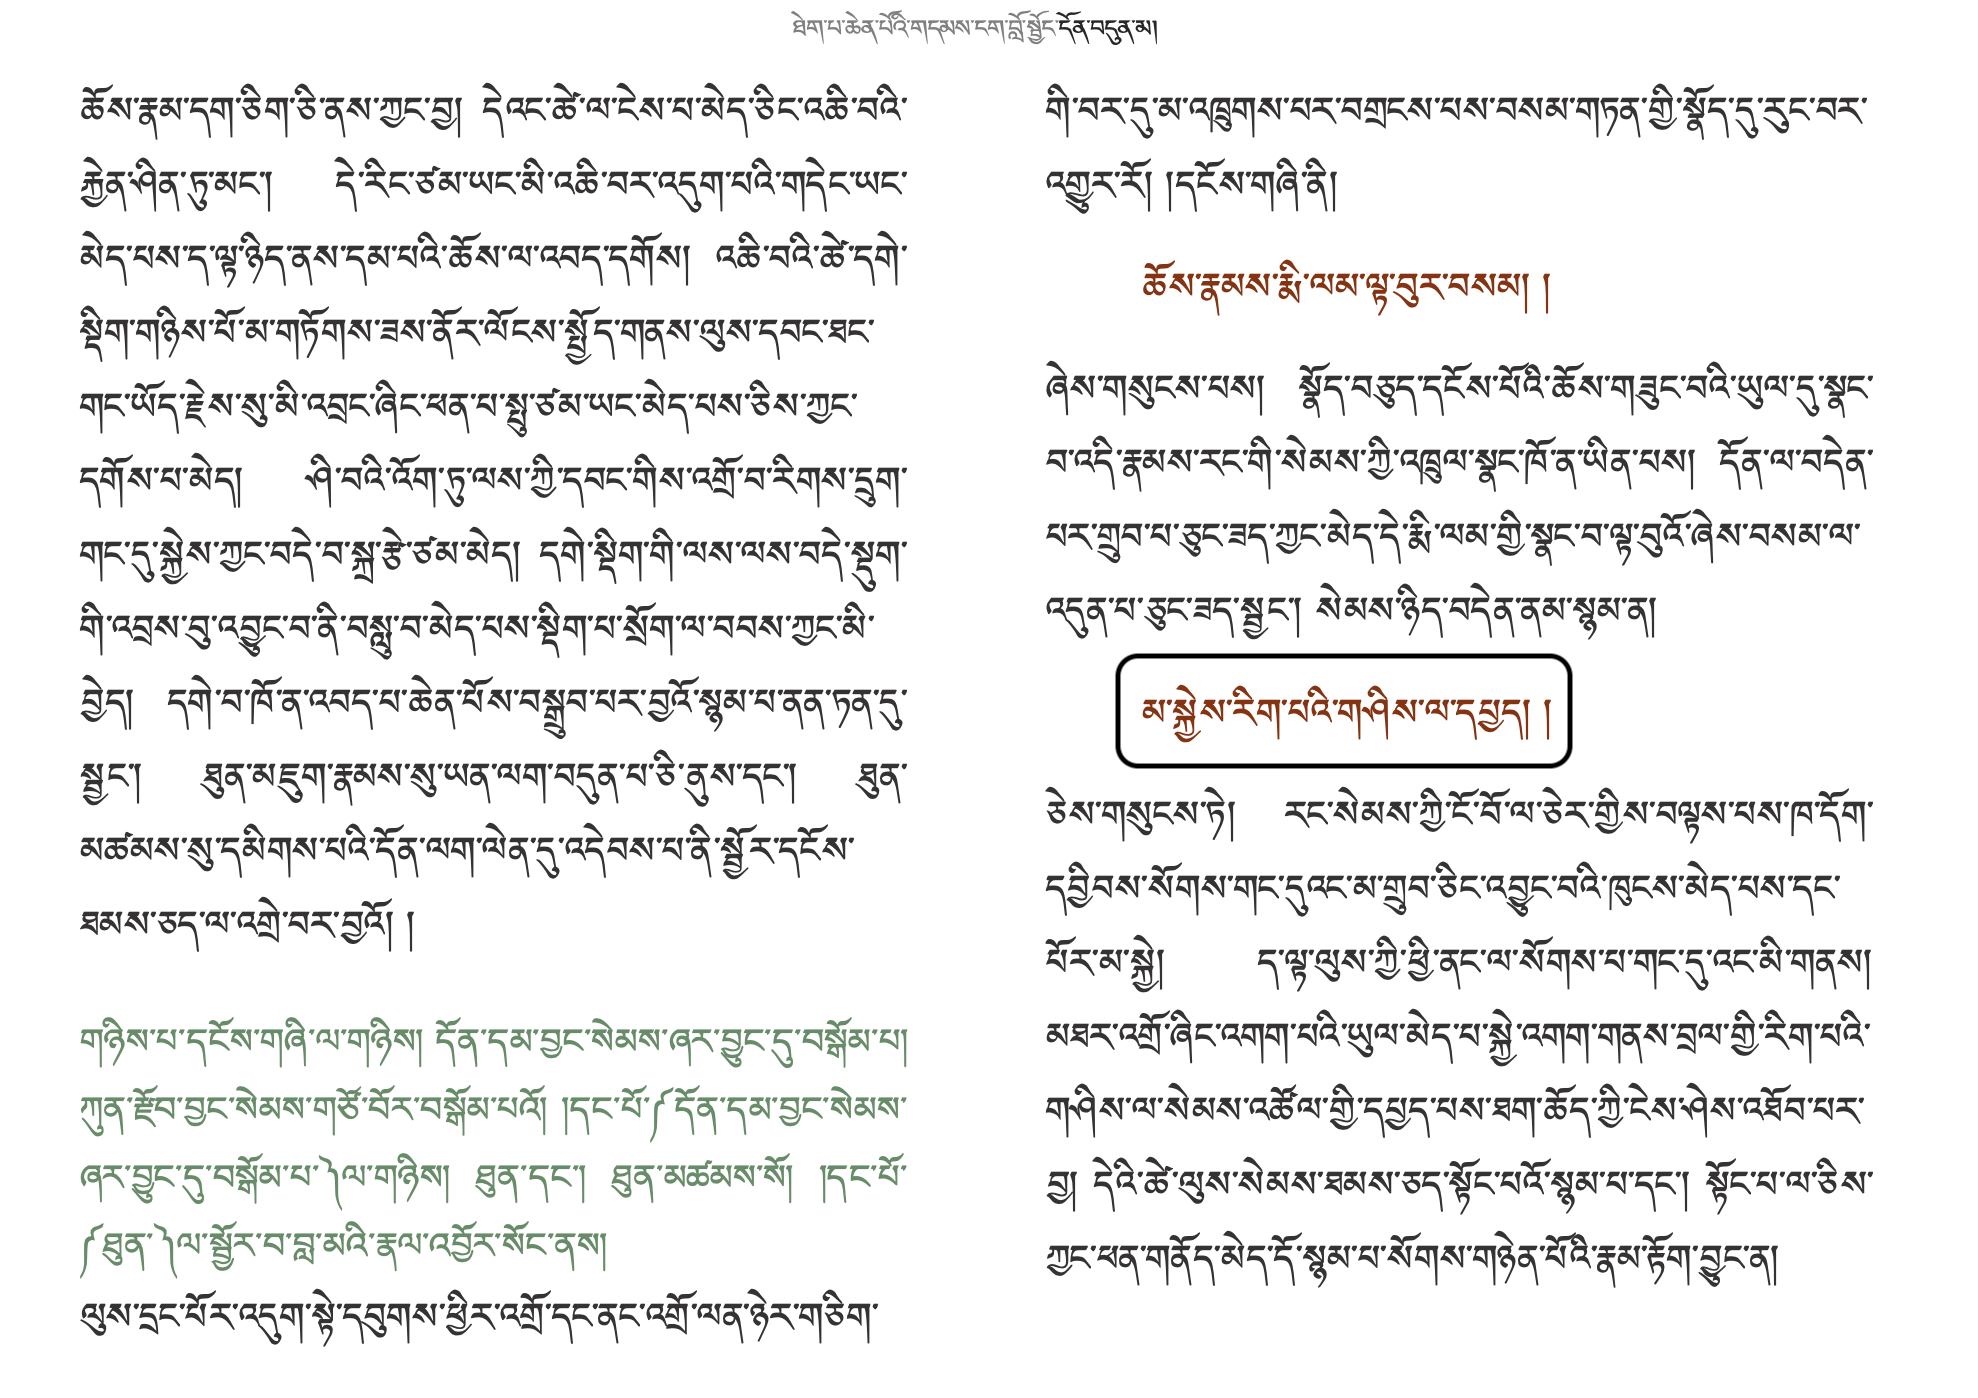 ཐེག་པ་ཆེན་པོའི་གདམས་ངག་བློ་སྦྱོང་དོན་བདུན་མ།
ཆོས་རྣམ་དག་ཅིག་ཅི་ནས་ཀྱང་བྱ། དེའང་ཚེ་ལ་ངེས་པ་མེད་ཅིང་འཆི་བའི་
རྐྱེན་ཤིན་ཏུ་མང་། དེ་རིང་ཙམ་ཡང་མི་འཆི་བར་འདུག་པའི་གདེང་ཡང་
མེད་པས་ད་ལྟ་ཉིད་ནས་དམ་པའི་ཆོས་ལ་འབད་དགོས། འཆི་བའི་ཚེ་དགེ་
སྡིག་གཉིས་པོ་མ་གཏོགས་ཟས་ནོར་ལོངས་སྤྱོད་གནས་ལུས་དབང་ཐང་
གང་ཡོད་རྗེས་སུ་མི་འབྲང་ཞིང་ཕན་པ་སྤུ་ཙམ་ཡང་མེད་པས་ཅིས་ཀྱང་
དགོས་པ་མེད། ཤི་བའི་འོག་ཏུ་ལས་ཀྱི་དབང་གིས་འགྲོ་བ་རིགས་དྲུག་
གང་དུ་སྐྱེས་ཀྱང་བདེ་བ་སྐྲ་རྩེ་ཙམ་མེད། དགེ་སྡིག་གི་ལས་ལས་བདེ་སྡུག་
གི་འབྲས་བུ་འབྱུང་བ་ནི་བསླུ་བ་མེད་པས་སྡིག་པ་སྲོག་ལ་བབས་ཀྱང་མི་
བྱེད། དགེ་བ་ཁོ་ན་འབད་པ་ཆེན་པོས་བསྒྲུབ་པར་བྱའོ་སྙམ་པ་ནན་ཏན་དུ་
སྦྱང་། ཐུན་མཇུག་རྣམས་སུ་ཡན་ལག་བདུན་པ་ཅི་ནུས་དང་། ཐུན་
མཚམས་སུ་དམིགས་པའི་དོན་ལག་ལེན་དུ་འདེབས་པ་ནི་སྦྱོར་དངོས་
ཐམས་ཅད་ལ་འགྲེ་བར་བྱའོ། །
གཉིས་པ་དངོས་གཞི་ལ་གཉིས། དོན་དམ་བྱང་སེམས་ཞར་བྱུང་དུ་བསྒོམ་པ།
ཀུན་རྫོབ་བྱང་སེམས་གཙོ་བོར་བསྒོམ་པའོ། །དང་པོ་༼དོན་དམ་བྱང་སེམས་
ཞར་བྱུང་དུ་བསྒོམ་པ་༽ལ་གཉིས། ཐུན་དང་། ཐུན་མཚམས་སོ། །དང་པོ་
༼ཐུན་༽ལ་སྦྱོར་བ་བླ་མའི་རྣལ་འབྱོར་སོང་ནས།
ལུས་དྲང་པོར་འདུག་སྟེ་དབུགས་ཕྱིར་འགྲོ་དང་ནང་འགྲོ་ལན་ཉེར་གཅིག་
གི་བར་དུ་མ་འཁྲུགས་པར་བགྲངས་པས་བསམ་གཏན་གྱི་སྣོད་དུ་རུང་བར་
འགྱུར་རོ། །དངོས་གཞི་ནི།
ཆོས་རྣམས་རྨི་ལམ་ལྟ་བུར་བསམ། །
ཞེས་གསུངས་པས། སྣོད་བཅུད་དངོས་པོའི་ཆོས་གཟུང་བའི་ཡུལ་དུ་སྣང་
བ་འདི་རྣམས་རང་གི་སེམས་ཀྱི་འཁྲུལ་སྣང་ཁོ་ན་ཡིན་པས། དོན་ལ་བདེན་
པར་གྲུབ་པ་ཅུང་ཟད་ཀྱང་མེད་དེ་རྨི་ལམ་གྱི་སྣང་བ་ལྟ་བུའོ་ཞེས་བསམ་ལ་
འདུན་པ་ཅུང་ཟད་སྦྱང་། སེམས་ཉིད་བདེན་ནམ་སྙམ་ན།
མ་སྐྱེས་རིག་པའི་གཤིས་ལ་དཔྱད། །
ཅེས་གསུངས་ཏེ། རང་སེམས་ཀྱི་ངོ་བོ་ལ་ཅེར་གྱིས་བལྟས་པས་ཁ་དོག་
དབྱིབས་སོགས་གང་དུའང་མ་གྲུབ་ཅིང་འབྱུང་བའི་ཁུངས་མེད་པས་དང་
པོར་མ་སྐྱེ། ད་ལྟ་ལུས་ཀྱི་ཕྱི་ནང་ལ་སོགས་པ་གང་དུ་འང་མི་གནས།
མཐར་འགྲོ་ཞིང་འགག་པའི་ཡུལ་མེད་པ་སྐྱེ་འགག་གནས་བྲལ་གྱི་རིག་པའི་
གཤིས་ལ་སེམས་འཚོལ་གྱི་དཔྱད་པས་ཐག་ཆོད་ཀྱི་ངེས་ཤེས་འཐོབ་པར་
བྱ། དེའི་ཚེ་ལུས་སེམས་ཐམས་ཅད་སྟོང་པའོ་སྙམ་པ་དང་། སྟོང་པ་ལ་ཅིས་
ཀྱང་ཕན་གནོད་མེད་དོ་སྙམ་པ་སོགས་གཉེན་པོའི་རྣམ་རྟོག་བྱུང་ན།